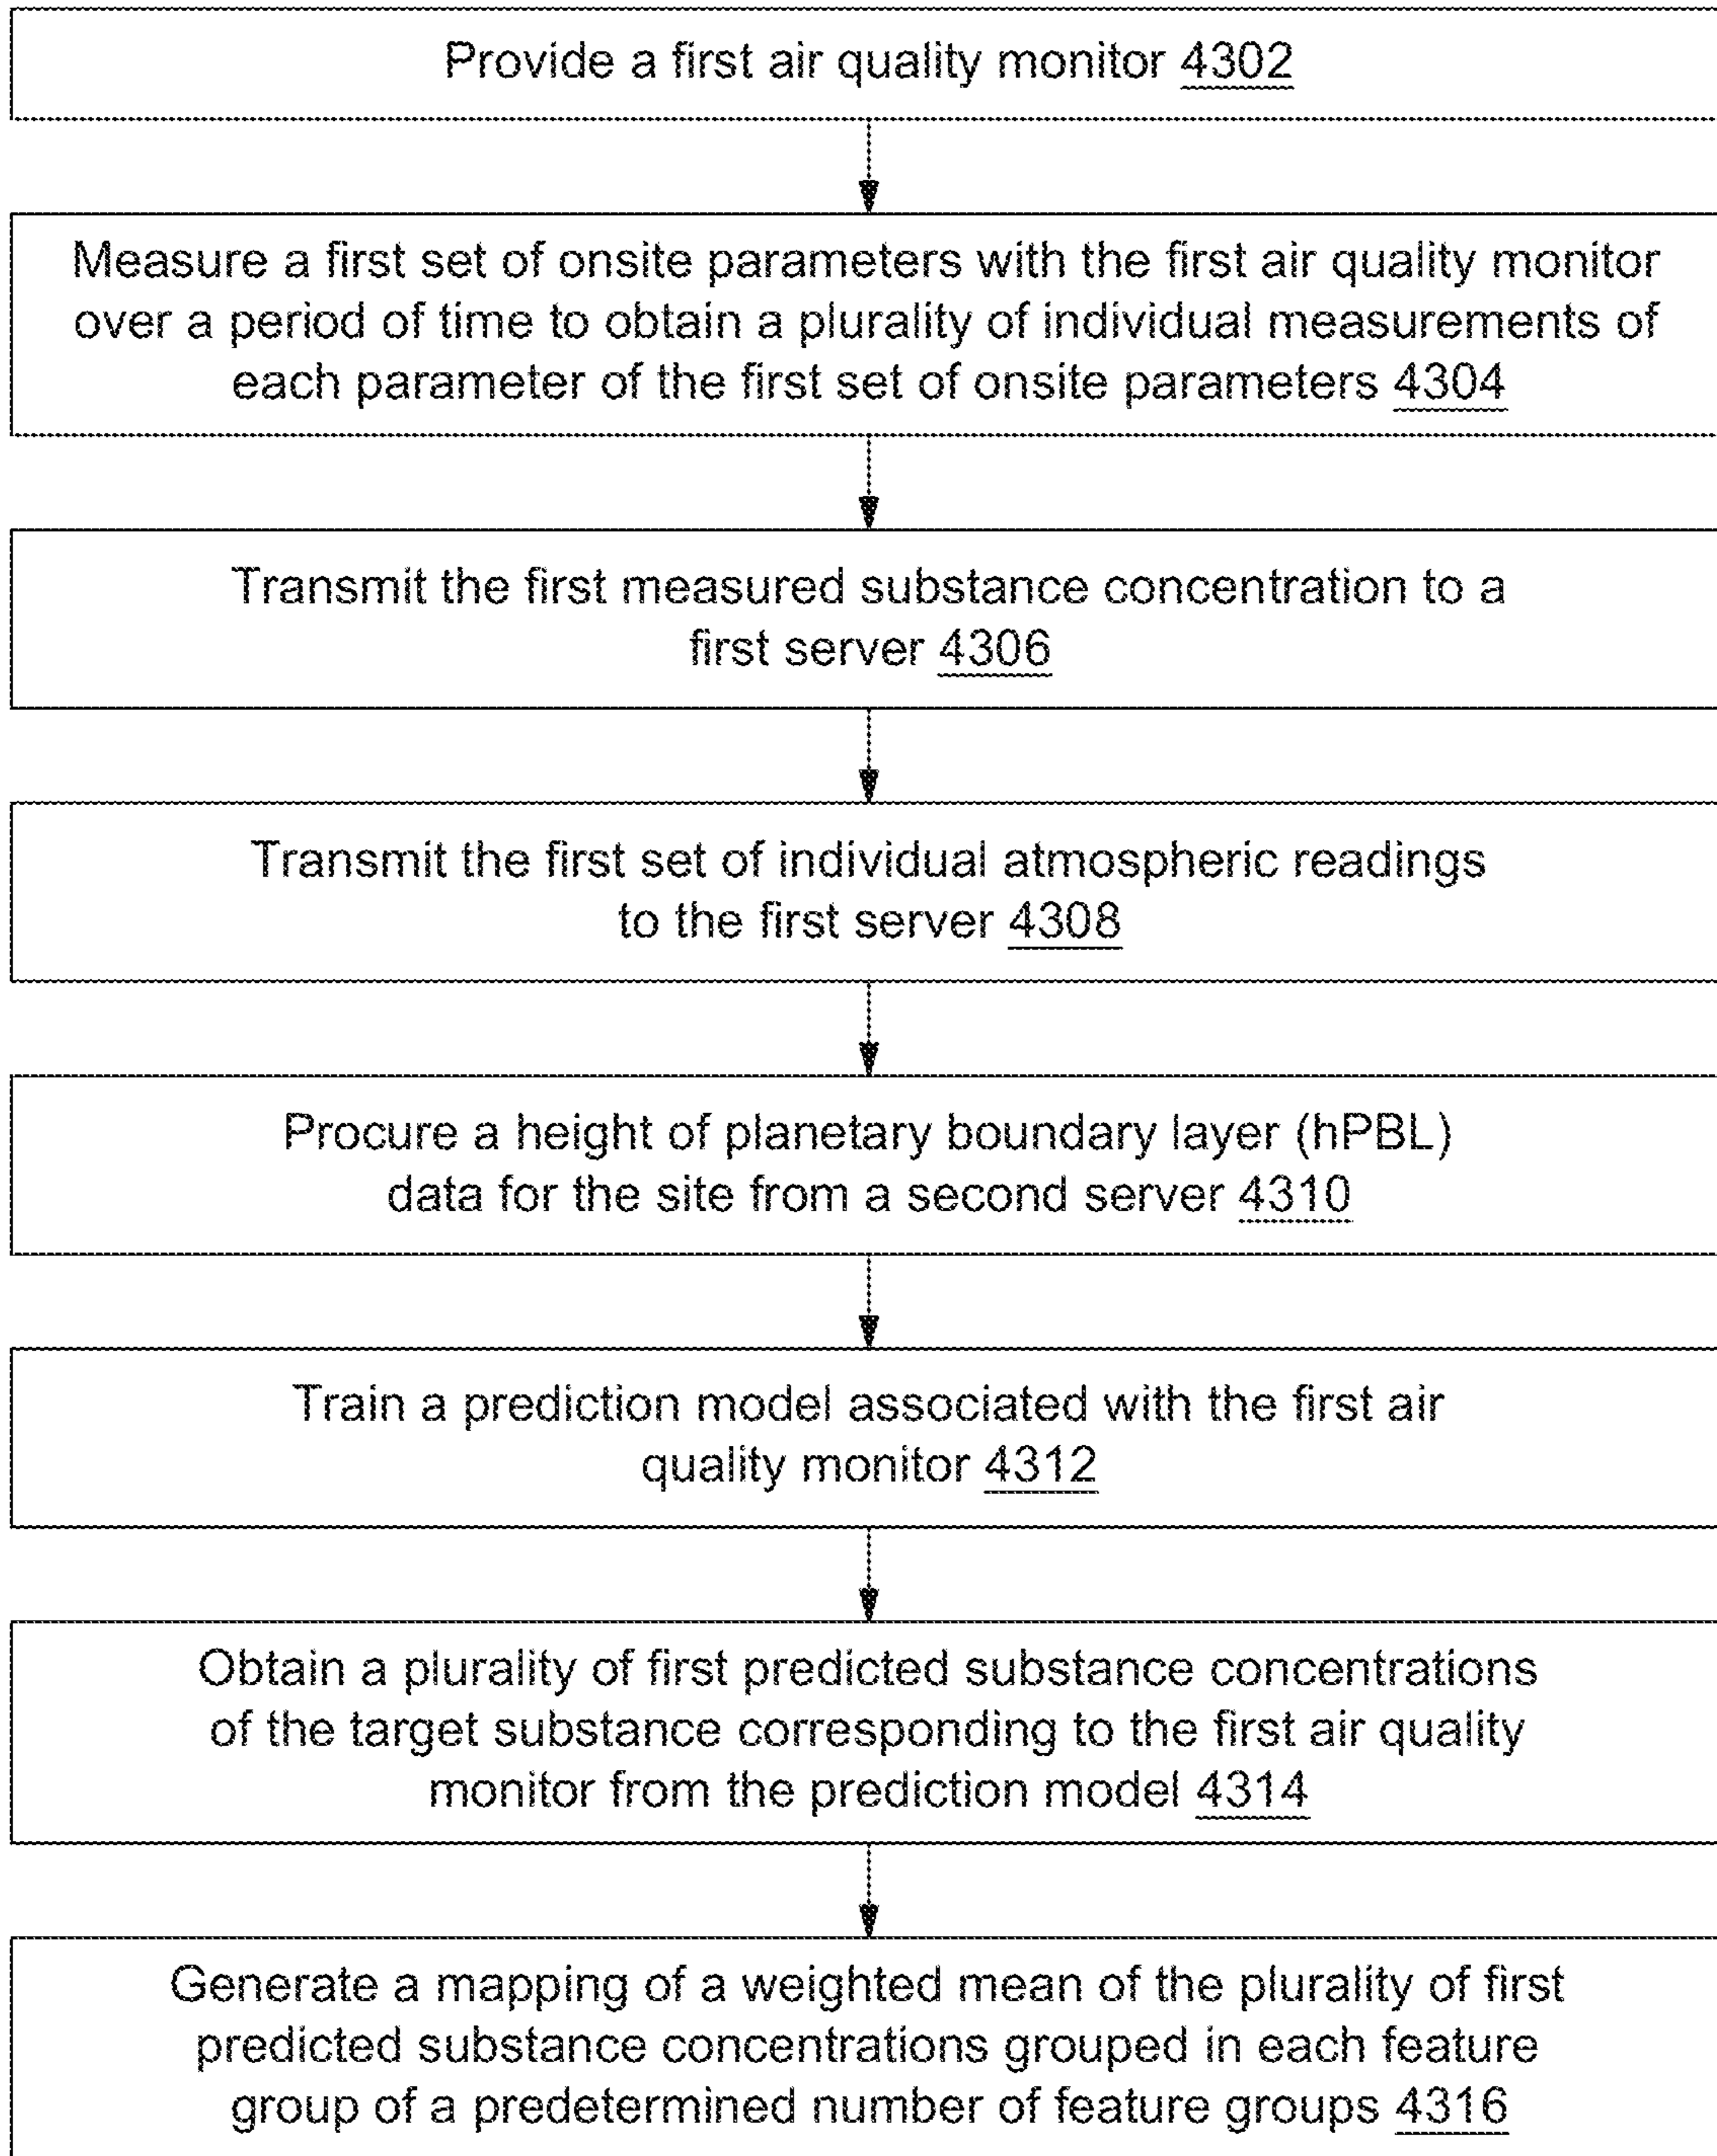 Provide a first air quality monitor 4302
Measure a first set of onsite parameters with the first air quality monitor
over a period of time to obtain a plurality of individual measurements of
each parameter of the first set of onsite parameters 4304
Transmit the first measured substance concentration to a
first server 4306
Transmit the first set of individual atmospheric readings
to the first server 4308
Procure a height of planetary boundary layer (hPBL)
data for the site from a second server 4310
Train a prediction model associated with the first air
quality monitor 4312
Obtain a plurality of first predicted substance concentrations
of the target substance corresponding to the first air quality
monitor from the prediction model 4314
Generate a mapping of a weighted mean of the plurality of first
predicted substance concentrations grouped in each feature
group of a predetermined number of feature groups 4316